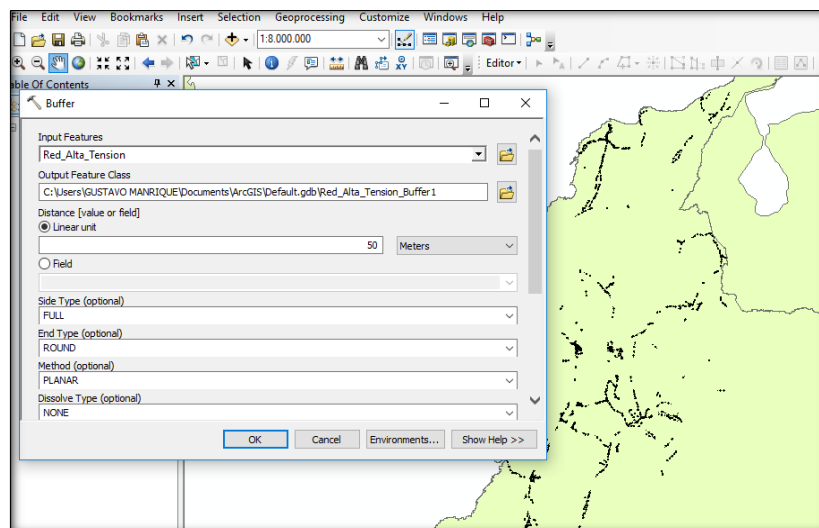 File Edit View Bookmarks Insert Selection Geoprocessing Customize Windows Help
1:8.000.000
Editor
Table Of Contents
Buffer
Input Features
Red_Alta_Tension
Output Feature Class
C:\Users\GUSTAVO MANRIQUE\Documents\ArcGIS\Default.gdb\Red_Alta_Tension_Buffer1
Distance [value or field]
Linear unit
50 Meters
Field
Side Type (optional)
FULL
End Type (optional)
ROUND
Method (optional)
PLANAR
Dissolve Type (optional)
NONE
OK Cancel Environments... Show Help >>